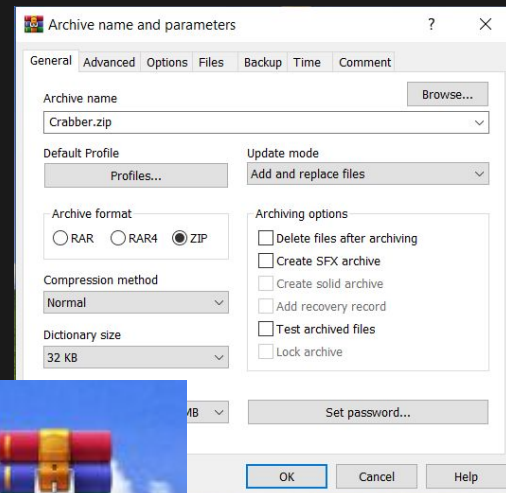 Archive name and parameters
General Advanced Options Files Backup Time Comment
Archive name
Browse...
Crabber.zip
Default Profile
Profiles...
Update mode
Add and replace files
Archive format
RAR RAR4 ZIP
Compression method
Normal
Dictionary size
32 KB
Archiving options
Delete files after archiving
Create SFX archive
Create solid archive
Add recovery record
Test archived files
Lock archive
MB
Set password...
OK Cancel Help